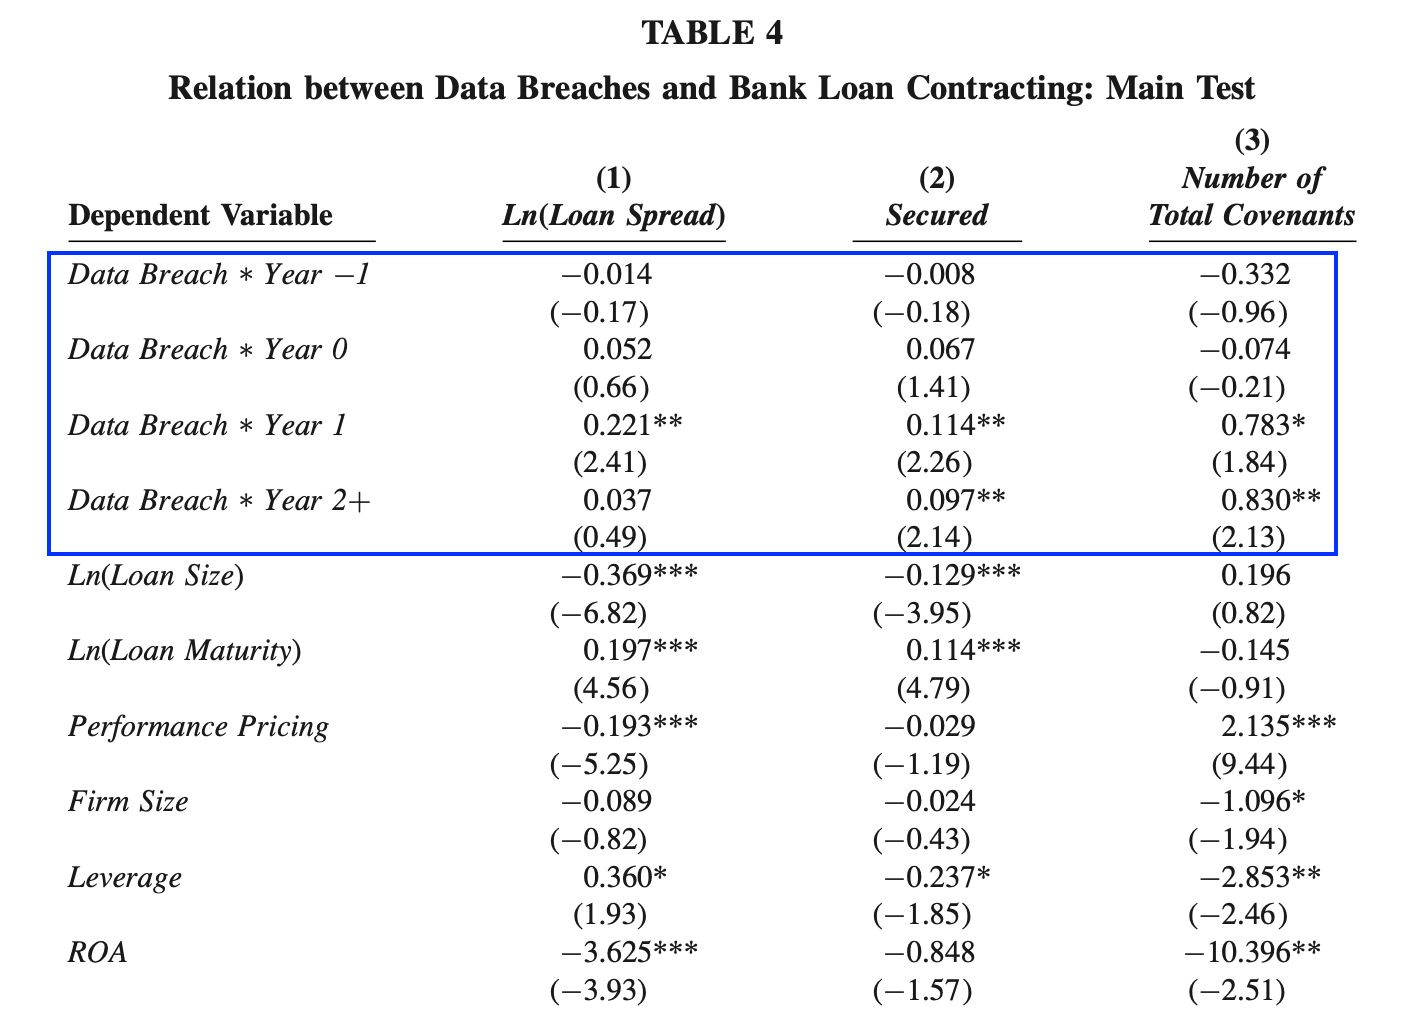 TABLE 4
Relation between Data Breaches and Bank Loan Contracting: Main Test
(3)
(1) (2) Number of
Dependent Variable Ln(Loan Spread) Secured Total Covenants
Data Breach ∗ Year −1 −0.014 −0.008 −0.332
(−0.17) (−0.18) (−0.96)
Data Breach ∗ Year 0 0.052 0.067 −0.074
(0.66) (1.41) (−0.21)
Data Breach ∗ Year 1 0.221** 0.114** 0.783*
(2.41) (2.26) (1.84)
Data Breach ∗ Year 2+ 0.037 0.097** 0.830**
(0.49) (2.14) (2.13)
Ln(Loan Size) −0.369*** −0.129*** 0.196
(−6.82) (−3.95) (0.82)
Ln(Loan Maturity) 0.197*** 0.114*** −0.145
(4.56) (4.79) (−0.91)
Performance Pricing −0.193*** −0.029 2.135***
(−5.25) (−1.19) (9.44)
Firm Size −0.089 −0.024 −1.096*
(−0.82) (−0.43) (−1.94)
Leverage 0.360* −0.237* −2.853**
(1.93) (−1.85) (−2.46)
ROA −3.625*** −0.848 −10.396**
(−3.93) (−1.57) (−2.51)